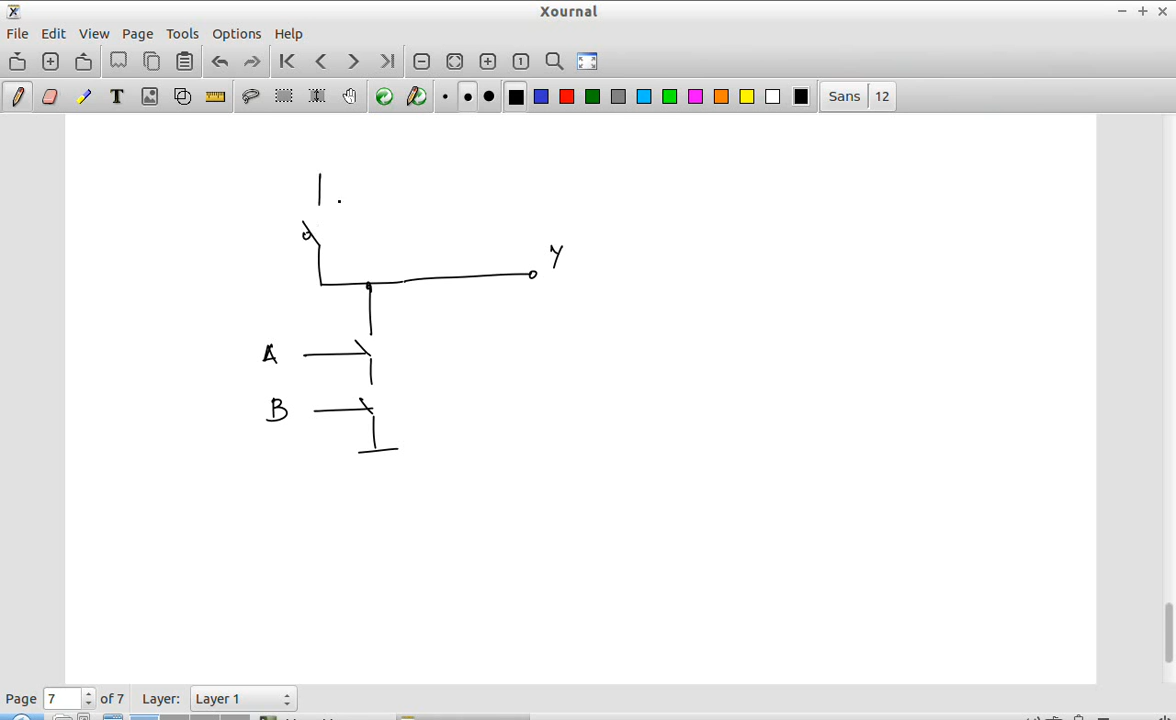 Xournal
File Edit View Page Tools Options Help
Sans 12
Y
A
B
Page 7 of 7 Layer: Layer 1